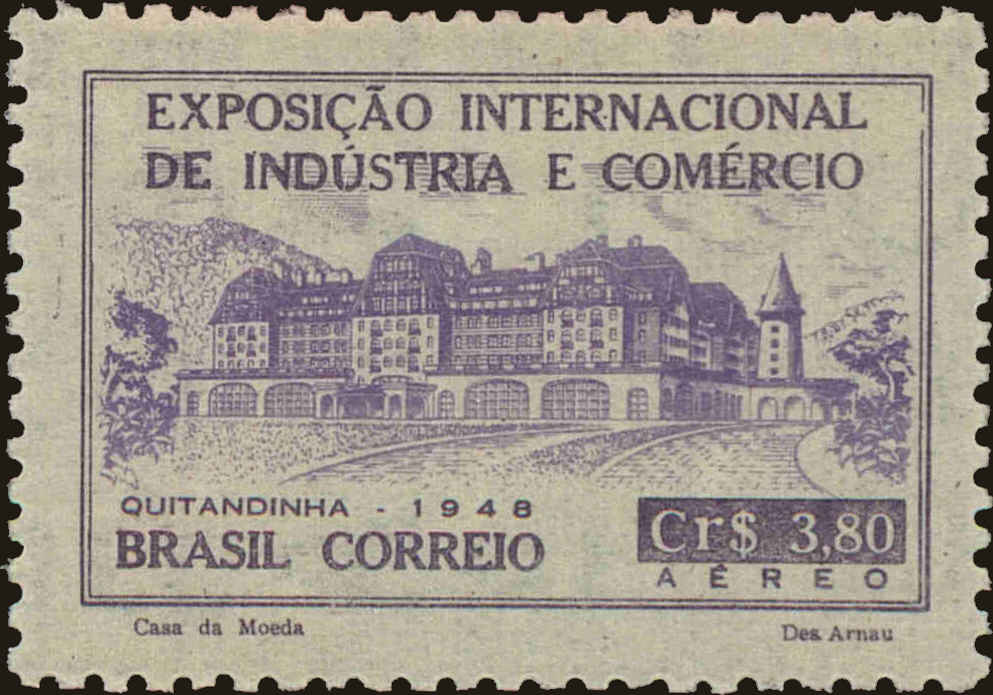 EXPOSIÇÃO INTERNACIONAL
DE INDÚSTRIA E COMÉRCIO
QUITANDINHA - 1948
BRASIL CORREIO
Cr$ 3,80
AÉREO
Casa da Moeda
Des. Arnau